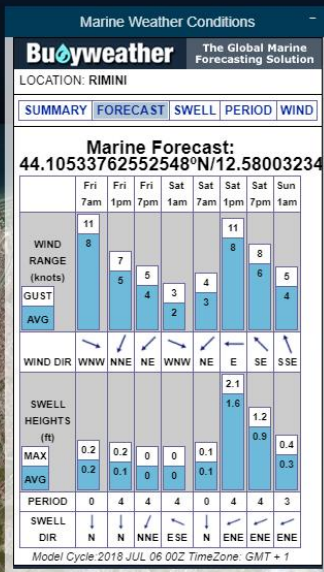 Marine Weather Conditions -
Buoyweather The Global Marine
Forecasting Solution
LOCATION: RIMINI
SUMMARY FORECAST SWELL PERIOD WIND
Marine Forecast:
44.10533762552548ºN/12.58003234
Fri Fri Fri Sat Sat Sat Sat Sun
7am 1pm 7pm 1am 7am 1pm 7pm 1am
WIND
RANGE
(knots)
GUST 11 7 5 3 4 11 8 5
AVG 8 5 4 2 3 8 6 4
WIND DIR WNW NNE NE WNW NE E SE SSE
SWELL
HEIGHTS
(ft)
MAX 0.2 0.2 0 0 0.1 2.1 1.2 0.4
AVG 0.2 0.1 0 0 0.1 1.6 0.9 0.3
PERIOD 0 4 4 4 0 4 4 3
SWELL
DIR N N NNE ESE N ENE ENE ENE
Model Cycle:2018 JUL 06 00Z TimeZone: GMT + 1